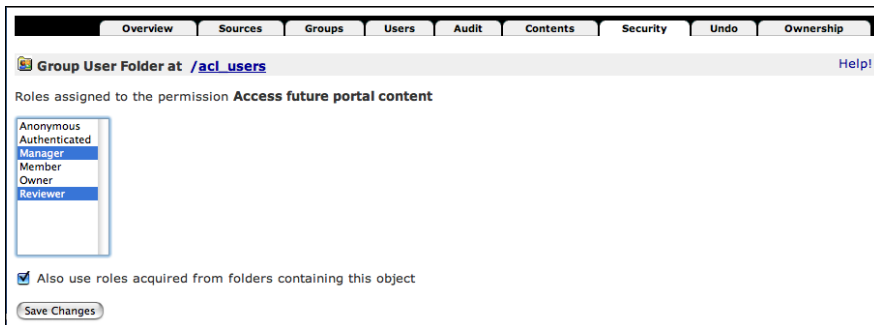 Overview Sources Groups Users Audit Contents Security Undo Ownership
Group User Folder at /acl_users Help!
Roles assigned to the permission Access future portal content
Anonymous
Authenticated
Manager
Member
Owner
Reviewer
Also use roles acquired from folders containing this object
Save Changes